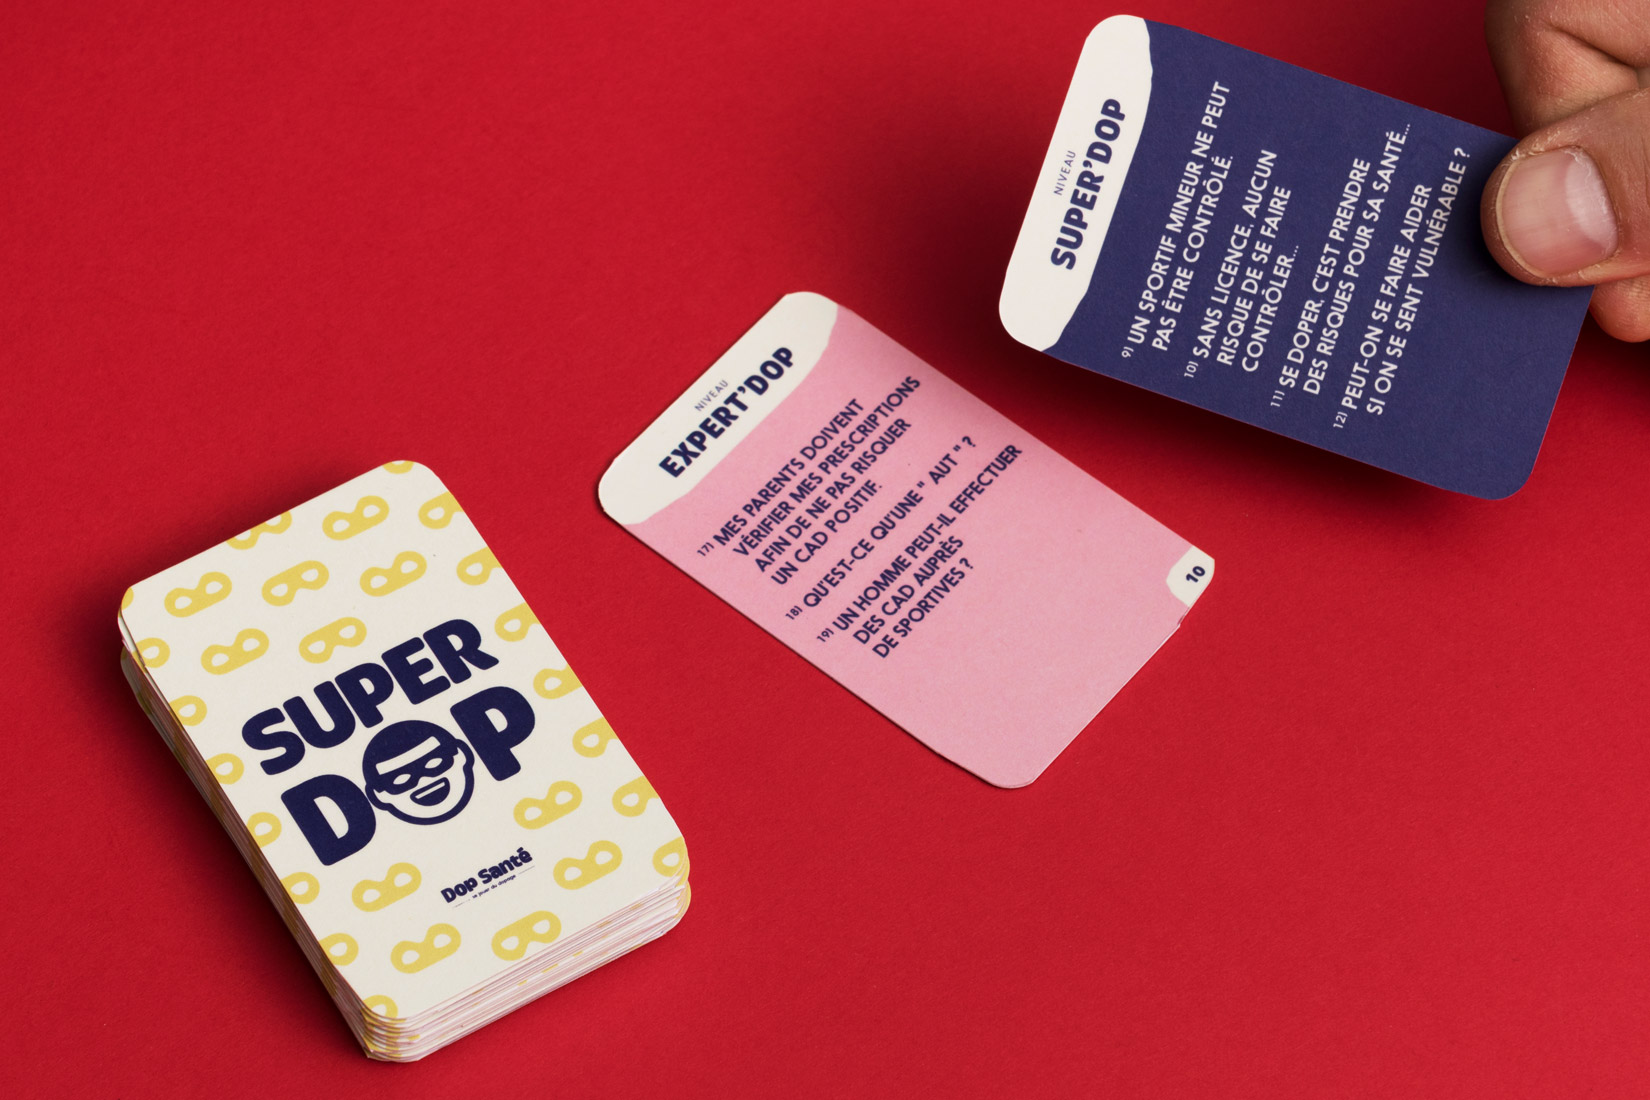 SUPER
DOP
Dop Santé
le jouer du dopage
NIVEAU
EXPERT'DOP
17) MES PARENTS DOIVENT
VÉRIFIER MES PRESCRIPTIONS
AFIN DE NE PAS RISQUER
UN CAD POSITIF.
18) QU'EST-CE QU'UNE " AUT " ?
19) UN HOMME PEUT-IL EFFECTUER
DES CAD AUPRÈS
DE SPORTIVES ?
10
NIVEAU
SUPER'DOP
9) UN SPORTIF MINEUR NE PEUT
PAS ÊTRE CONTRÔLÉ.
10) SANS LICENCE, AUCUN
RISQUE DE SE FAIRE
CONTRÔLER...
11) SE DOPER, C'EST PRENDRE
DES RISQUES POUR SA SANTÉ...
12) PEUT-ON SE FAIRE AIDER
SI ON SE SENT VULNÉRABLE ?